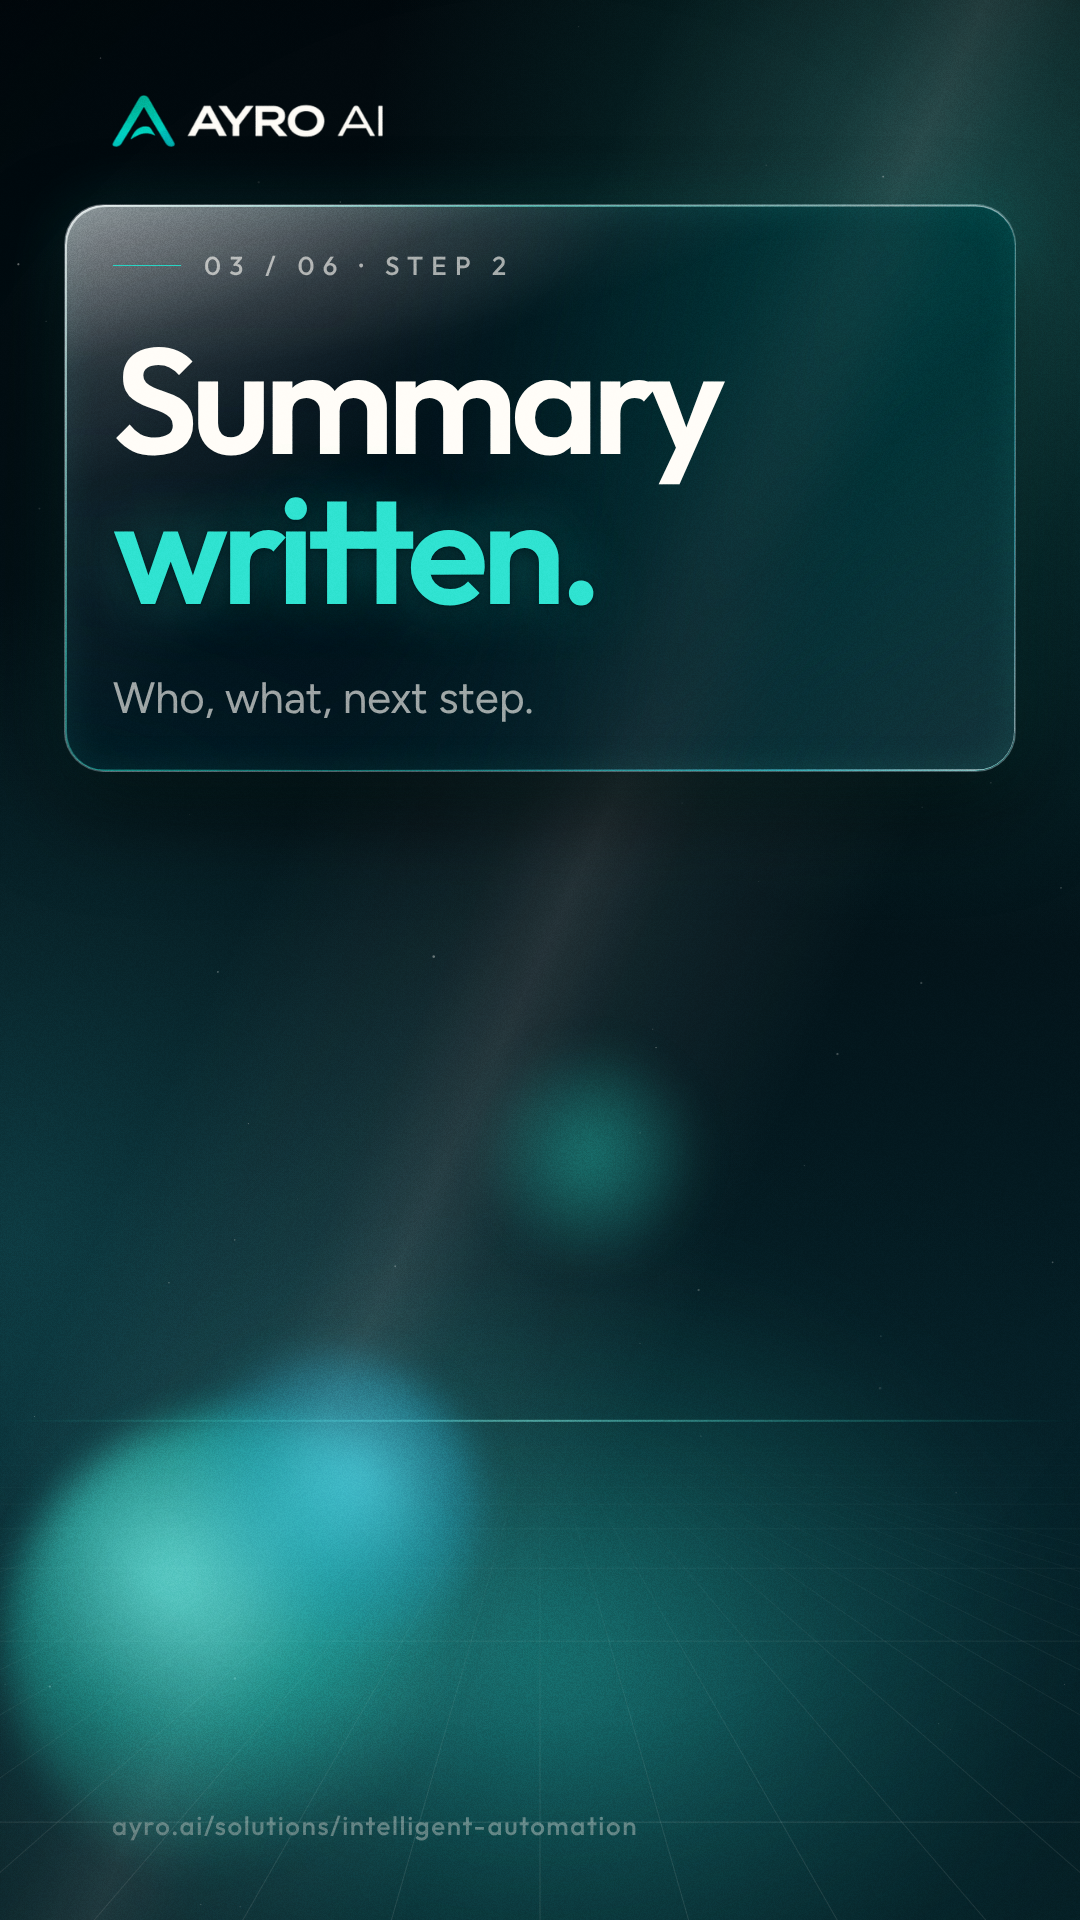 AYRO AI
03 / 06 · STEP 2
Summary
written.
Who, what, next step.
ayro.ai/solutions/intelligent-automation